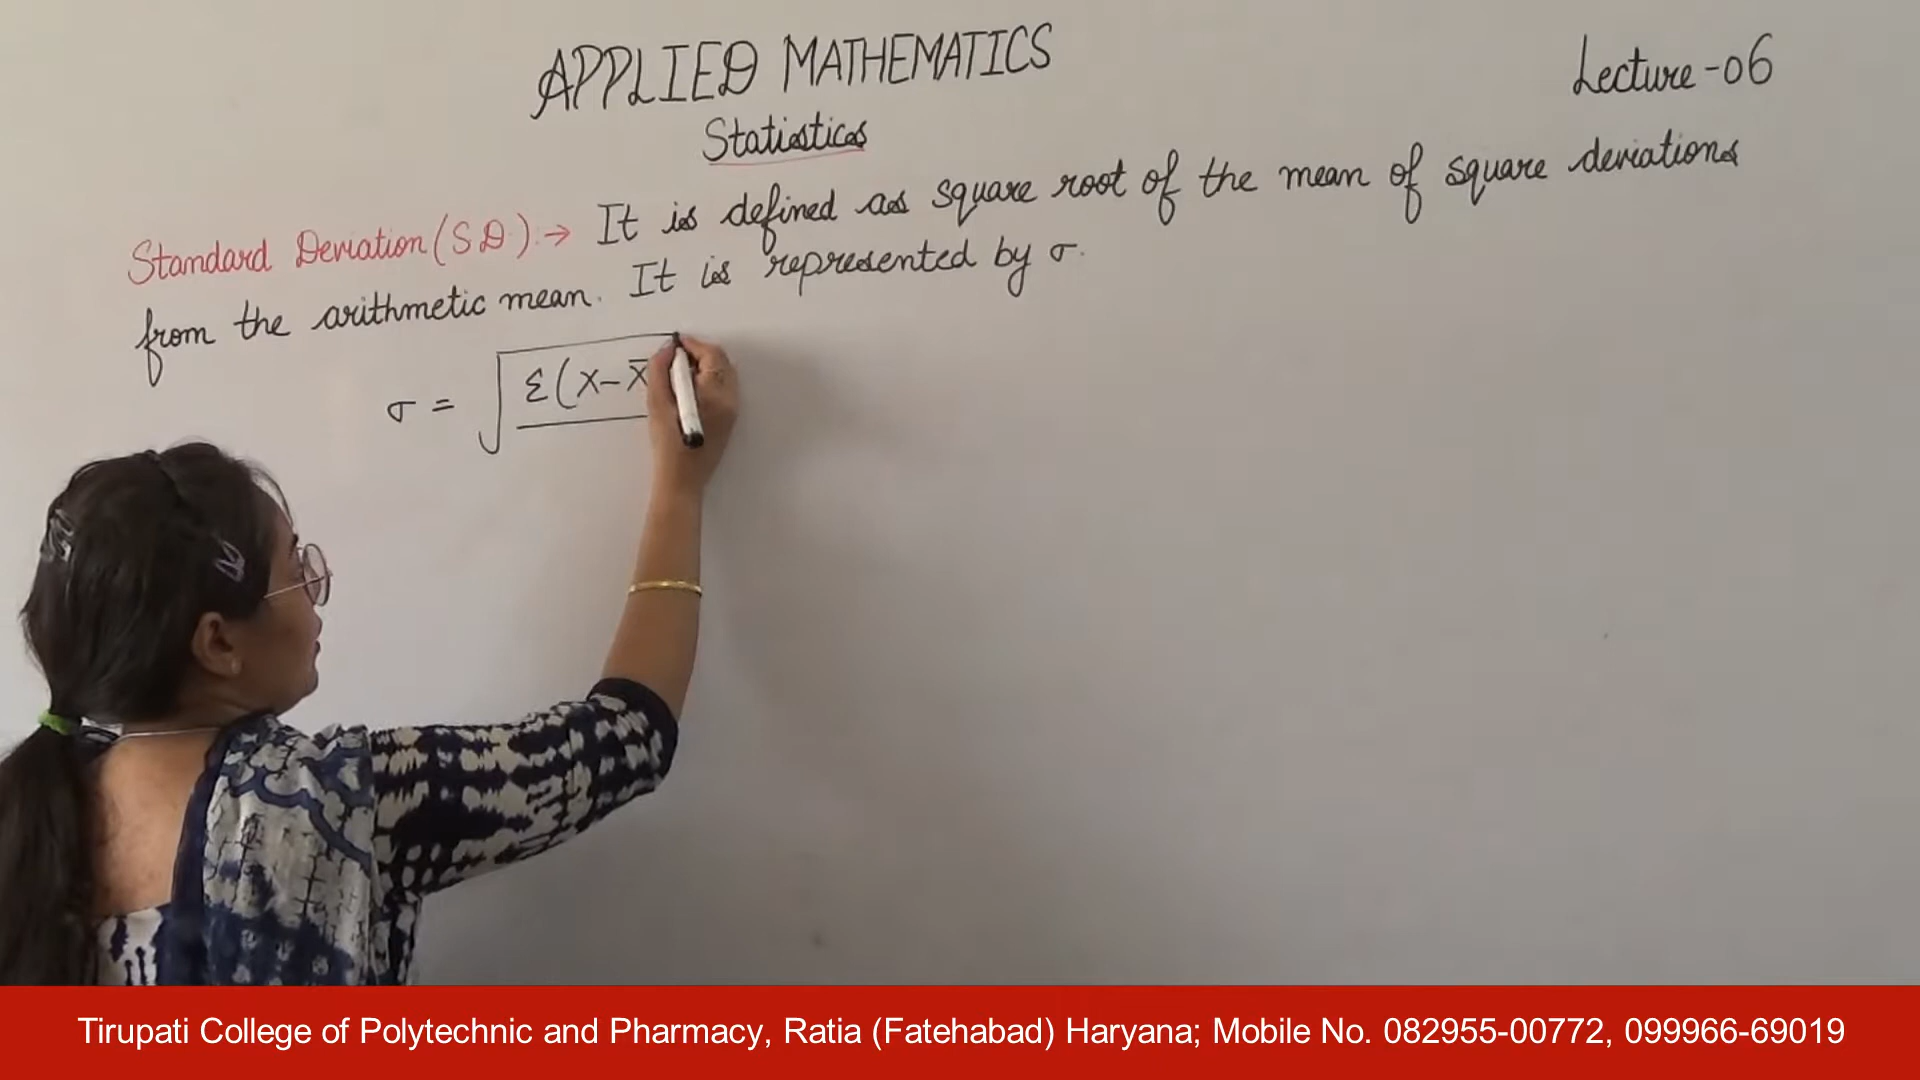 APPLIED MATHEMATICS
Lecture-06
Statistics
Standard Deviation (SD) :→ It is defined as square root of the mean of square deviations
from the arithmetic mean. It is represented by σ.
σ = √Σ(x-x̄
Tirupati College of Polytechnic and Pharmacy, Ratia (Fatehabad) Haryana; Mobile No. 082955-00772, 099966-69019